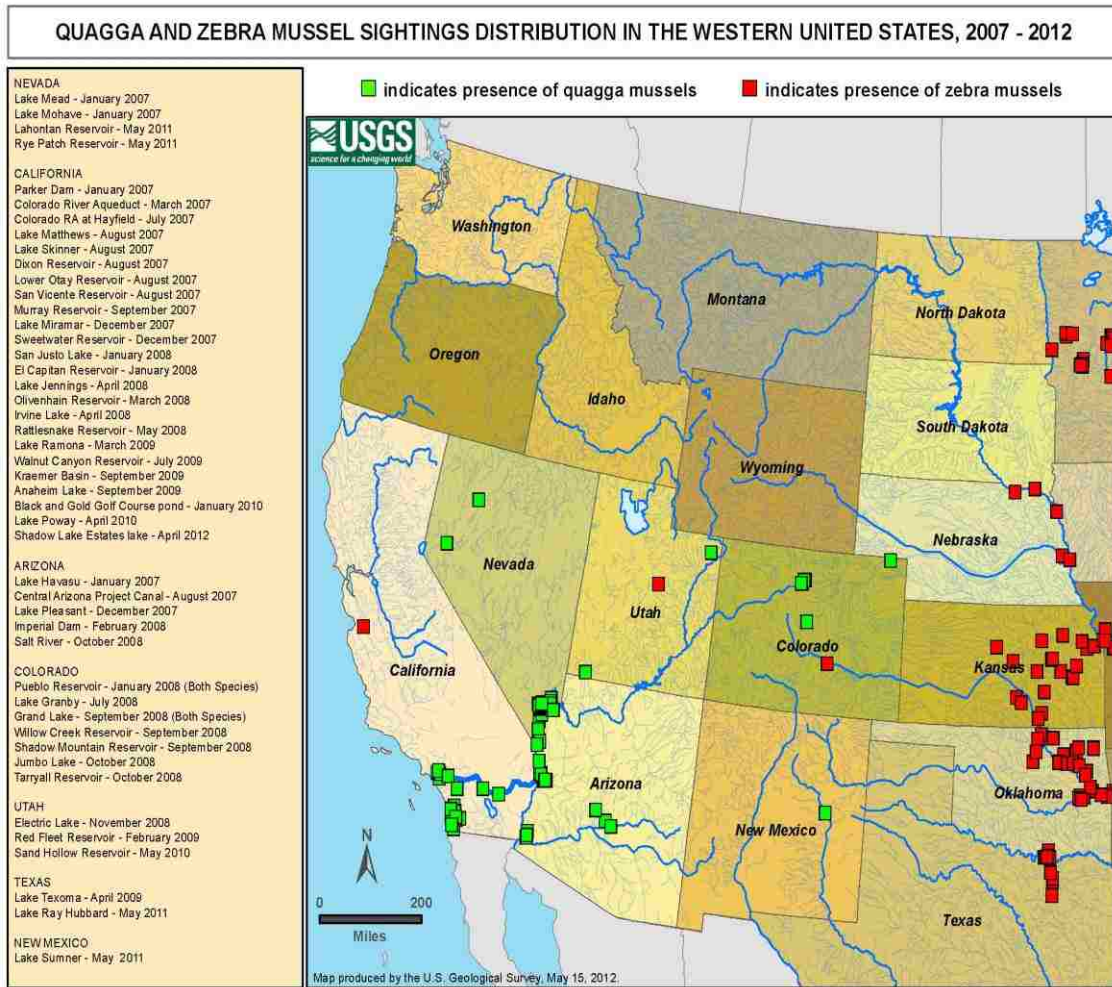 QUAGGA AND ZEBRA MUSSEL SIGHTINGS DISTRIBUTION IN THE WESTERN UNITED STATES, 2007 - 2012
NEVADA
Lake Mead - January 2007
Lake Mohave - January 2007
Lahontan Reservoir - May 2011
Rye Patch Reservoir - May 2011
CALIFORNIA
Parker Dam - January 2007
Colorado River Aqueduct - March 2007
Colorado RA at Hayfield - July 2007
Lake Matthews - August 2007
Lake Skinner - August 2007
Dixon Reservoir - August 2007
Lower Otay Reservoir - August 2007
San Vicente Reservoir - August 2007
Murray Reservoir - September 2007
Lake Miramar - December 2007
Sweetwater Reservoir - December 2007
San Justo Lake - January 2008
El Capitan Reservoir - January 2008
Lake Jennings - April 2008
Olivenhain Reservoir - March 2008
Irvine Lake - April 2008
Rattlesnake Reservoir - May 2008
Lake Ramona - March 2009
Walnut Canyon Reservoir - July 2009
Kraemer Basin - September 2009
Anaheim Lake - September 2009
Black and Gold Golf Course pond - January 2010
Lake Poway - April 2010
Shadow Lake Estates lake - April 2012
ARIZONA
Lake Havasu - January 2007
Central Arizona Project Canal - August 2007
Lake Pleasant - December 2007
Imperial Dam - February 2008
Salt River - October 2008
COLORADO
Pueblo Reservoir - January 2008 (Both Species)
Lake Granby - July 2008
Grand Lake - September 2008 (Both Species)
Willow Creek Reservoir - September 2008
Shadow Mountain Reservoir - September 2008
Jumbo Lake - October 2008
Tarryall Reservoir - October 2008
UTAH
Electric Lake - November 2008
Red Fleet Reservoir - February 2009
Sand Hollow Reservoir - May 2010
TEXAS
Lake Texoma - April 2009
Lake Ray Hubbard - May 2011
NEW MEXICO
Lake Sumner - May 2011
indicates presence of quagga mussels
indicates presence of zebra mussels
USGS
science for a changing world
Washington
Montana
North Dakota
Oregon
Idaho
South Dakota
Wyoming
Nebraska
Nevada
Utah
Colorado
Kansas
California
Arizona
Oklahoma
New Mexico
Texas
N
0
200
Miles
Map produced by the U.S. Geological Survey, May 15, 2012.